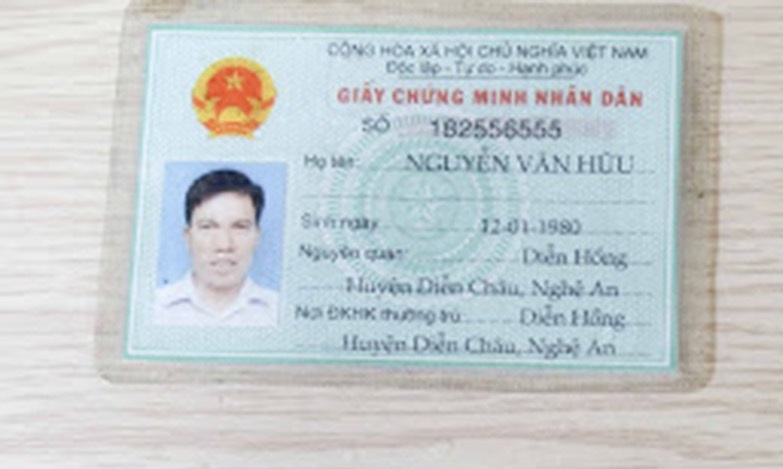 CỘNG HÒA XÃ HỘI CHỦ NGHĨA VIỆT NAM
Độc lập - Tự do - Hạnh phúc
GIẤY CHỨNG MINH NHÂN DÂN
SỐ 182556555
Họ tên: NGUYỄN VĂN HỮU
Sinh ngày: 12-01-1980
Nguyên quán: Diễn Hồng
Huyện Diễn Châu, Nghệ An
Nơi ĐKHK thường trú: Diễn Hồng
Huyện Diễn Châu, Nghệ An